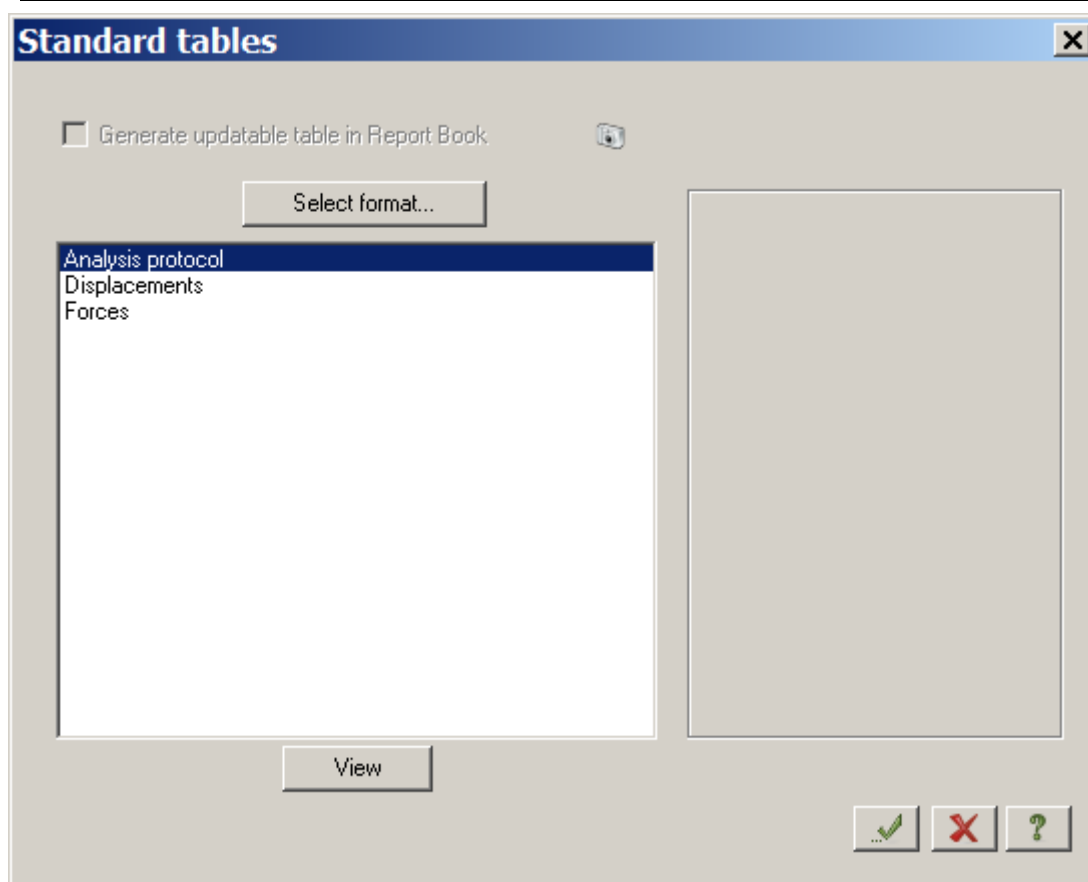 Standard tables
Generate updatable table in Report Book
Select format...
Analysis protocol
Displacements
Forces
View